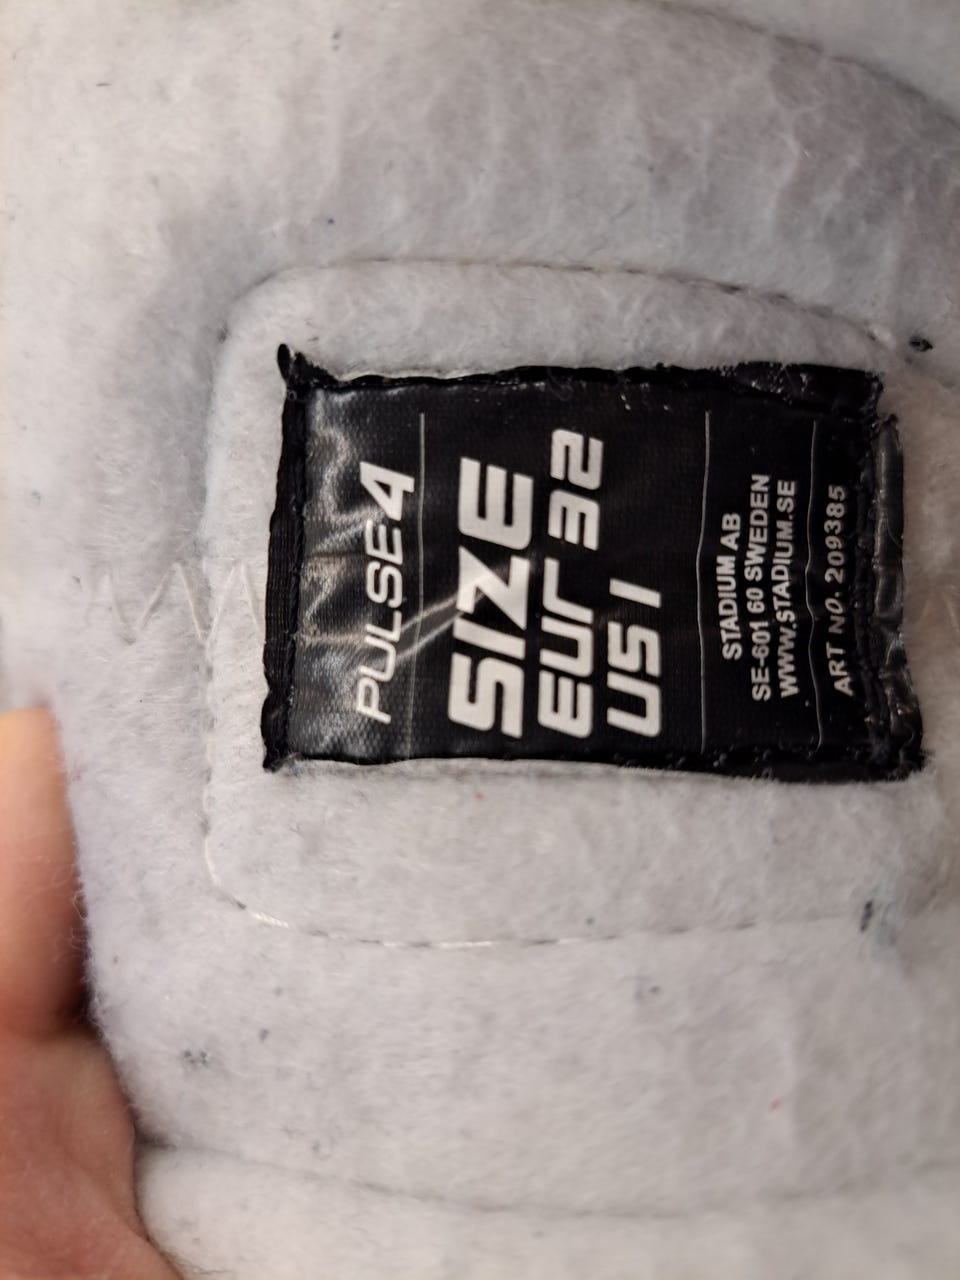 PULSE4
SIZE
EUR 32
US 1
STADIUM AB
SE-601 60 SWEDEN
WWW.STADIUM.SE
ART NO. 209385